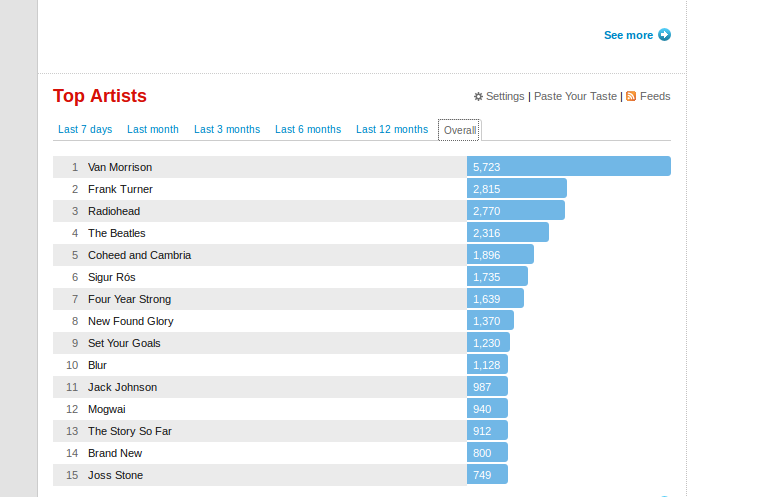 See more
Top Artists
Settings | Paste Your Taste | Feeds
Last 7 days Last month Last 3 months Last 6 months Last 12 months Overall
1 Van Morrison 5,723
2 Frank Turner 2,815
3 Radiohead 2,770
4 The Beatles 2,316
5 Coheed and Cambria 1,896
6 Sigur Rós 1,735
7 Four Year Strong 1,639
8 New Found Glory 1,370
9 Set Your Goals 1,230
10 Blur 1,128
11 Jack Johnson 987
12 Mogwai 940
13 The Story So Far 912
14 Brand New 800
15 Joss Stone 749